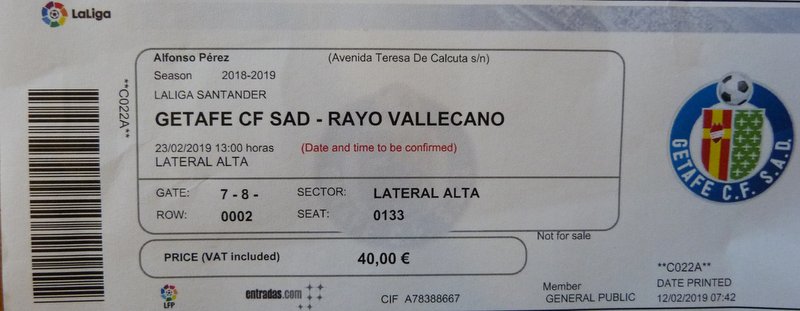 LaLiga
**C022A**
Alfonso Pérez (Avenida Teresa De Calcuta s/n)
Season 2018-2019
LALIGA SANTANDER
GETAFE CF SAD - RAYO VALLECANO
23/02/2019 13:00 horas (Date and time to be confirmed)
LATERAL ALTA
GATE: 7 - 8 - SECTOR: LATERAL ALTA
ROW: 0002 SEAT: 0133
Not for sale
PRICE (VAT included) 40,00 €
GETAFE C.F. S.A.D.
LFP
entradas.com
CIF A78388667
Member
GENERAL PUBLIC
**C022A**
DATE PRINTED
12/02/2019 07:42